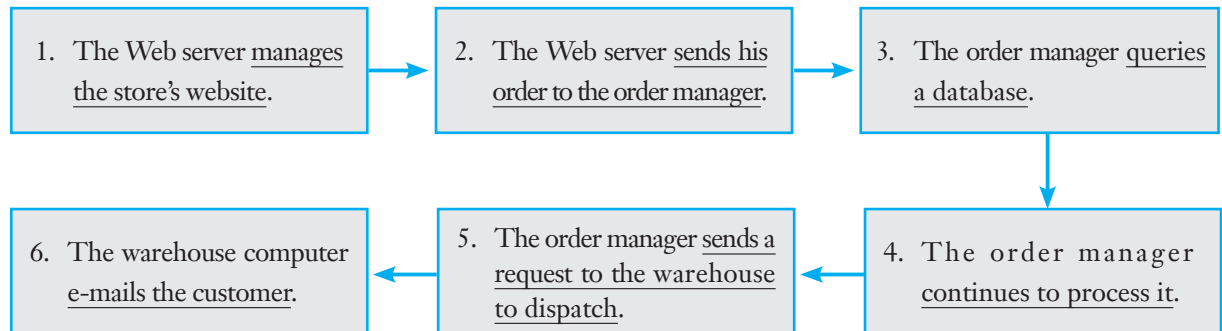 1. The Web server manages
the store's website.
2. The Web server sends his
order to the order manager.
3. The order manager queries
a database.
4. The order manager
continues to process it.
5. The order manager sends a
request to the warehouse
to dispatch.
6. The warehouse computer
e-mails the customer.